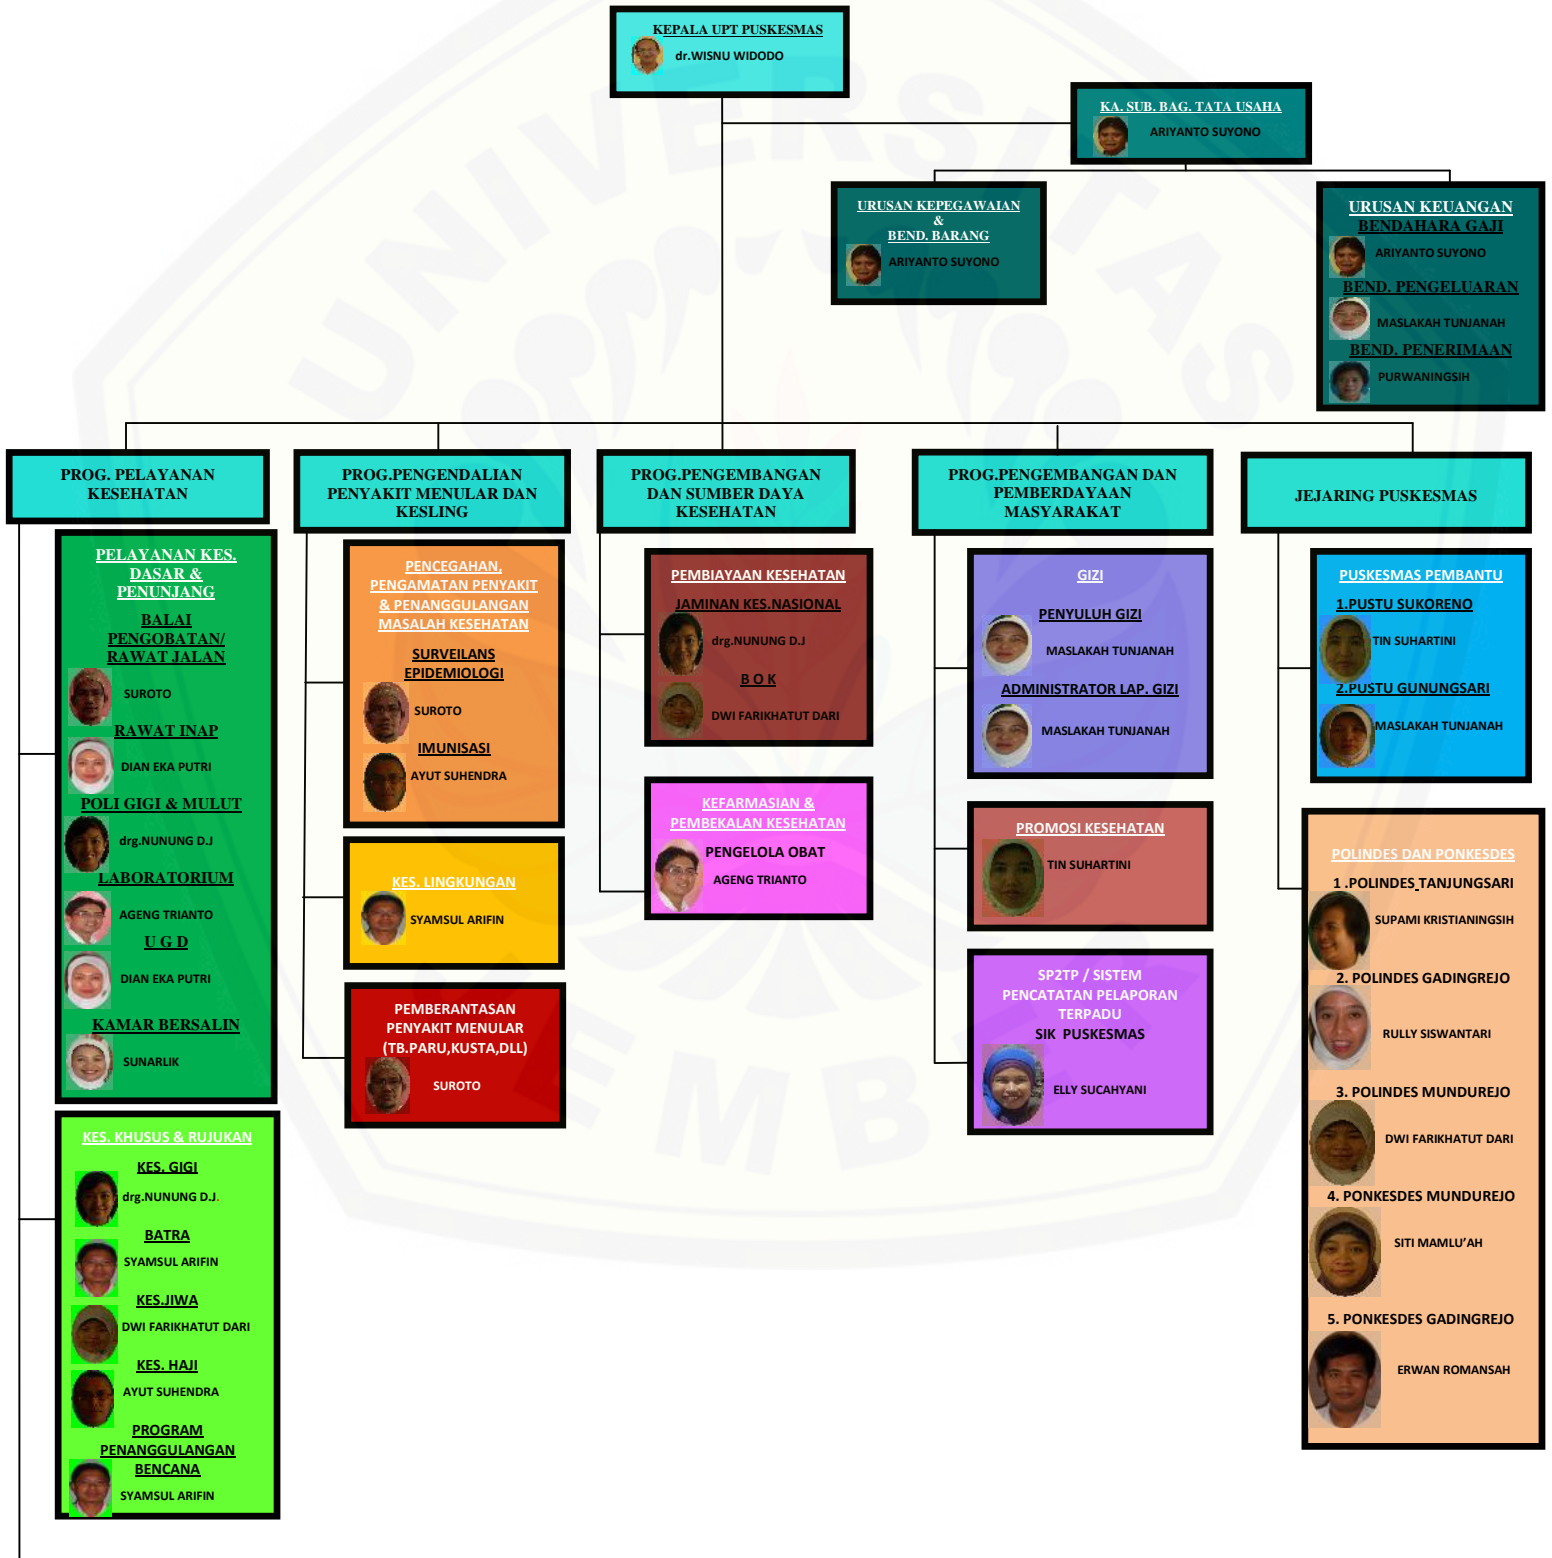 KEPALA UPT PUSKESMAS
dr.WISNU WIDODO
KA. SUB. BAG. TATA USAHA
ARIYANTO SUYONO
URUSAN KEPEGAWAIAN
&
BEND. BARANG
ARIYANTO SUYONO
URUSAN KEUANGAN
BENDAHARA GAJI
ARIYANTO SUYONO
BEND. PENGELUARAN
MASLAKAH TUNJANAH
BEND. PENERIMAAN
PURWANINGSIH
PROG. PELAYANAN
KESEHATAN
PELAYANAN KES.
DASAR &
PENUNJANG
BALAI
PENGOBATAN/
RAWAT JALAN
SUROTO
RAWAT INAP
DIAN EKA PUTRI
POLI GIGI & MULUT
drg.NUNUNG D.J
LABORATORIUM
AGENG TRIANTO
U G D
DIAN EKA PUTRI
KAMAR BERSALIN
SUNARLIK
KES. KHUSUS & RUJUKAN
KES. GIGI
drg.NUNUNG D.J.
BATRA
SYAMSUL ARIFIN
KES.JIWA
DWI FARIKHATUT DARI
KES. HAJI
AYUT SUHENDRA
PROGRAM
PENANGGULANGAN
BENCANA
SYAMSUL ARIFIN
PROG.PENGENDALIAN
PENYAKIT MENULAR DAN
KESLING
PENCEGAHAN,
PENGAMATAN PENYAKIT
& PENANGGULANGAN
MASALAH KESEHATAN
SURVEILANS
EPIDEMIOLOGI
SUROTO
IMUNISASI
AYUT SUHENDRA
KES. LINGKUNGAN
SYAMSUL ARIFIN
PEMBERANTASAN
PENYAKIT MENULAR
(TB.PARU,KUSTA,DLL)
SUROTO
PROG.PENGEMBANGAN
DAN SUMBER DAYA
KESEHATAN
PEMBIAYAAN KESEHATAN
JAMINAN KES.NASIONAL
drg.NUNUNG D.J
B O K
DWI FARIKHATUT DARI
KEFARMASIAN &
PEMBEKALAN KESEHATAN
PENGELOLA OBAT
AGENG TRIANTO
PROG.PENGEMBANGAN DAN
PEMBERDAYAAN
MASYARAKAT
GIZI
PENYULUH GIZI
MASLAKAH TUNJANAH
ADMINISTRATOR LAP. GIZI
MASLAKAH TUNJANAH
PROMOSI KESEHATAN
TIN SUHARTINI
SP2TP / SISTEM
PENCATATAN PELAPORAN
TERPADU
SIK PUSKESMAS
ELLY SUCAHYANI
JEJARING PUSKESMAS
PUSKESMAS PEMBANTU
1.PUSTU SUKORENO
TIN SUHARTINI
2.PUSTU GUNUNGSARI
MASLAKAH TUNJANAH
POLINDES DAN PONKESDES
1 .POLINDES TANJUNGSARI
SUPAMI KRISTIANINGSIH
2. POLINDES GADINGREJO
RULLY SISWANTARI
3. POLINDES MUNDUREJO
DWI FARIKHATUT DARI
4. PONKESDES MUNDUREJO
SITI MAMLU’AH
5. PONKESDES GADINGREJO
ERWAN ROMANSAH
UNIVERSITAS
JEMBER